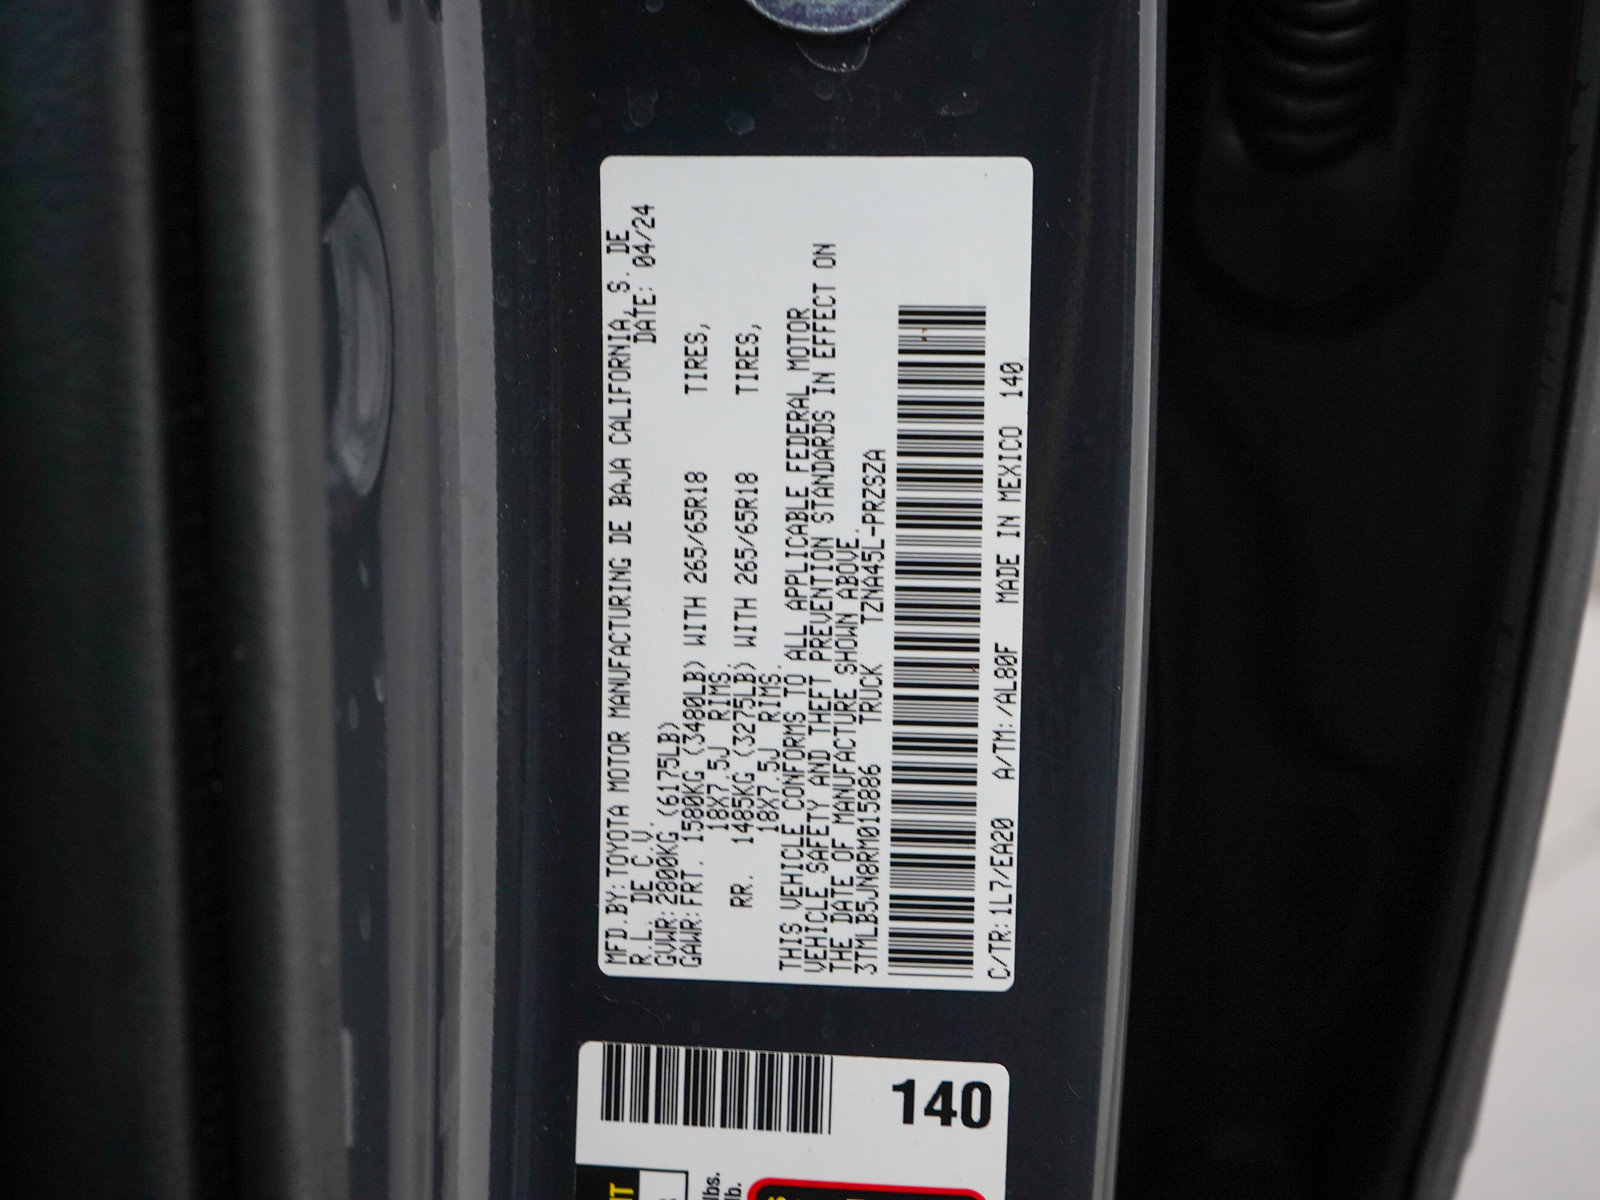 MFD.BY:TOYOTA MOTOR MANUFACTURING DE BAJA CALIFORNIA, S. DE
R.L. DE C.V. DATE: 04/24
GVWR:2800KG (6175LB)
GAWR:FRT. 1580KG (3480LB) WITH 265/65R18 TIRES,
18X7.5J RIMS
RR. 1485KG (3275LB) WITH 265/65R18 TIRES,
18X7.5J RIMS.
THIS VEHICLE CONFORMS TO ALL APPLICABLE FEDERAL MOTOR
VEHICLE SAFETY AND THEFT PREVENTION STANDARDS IN EFFECT ON
THE DATE OF MANUFACTURE SHOWN ABOVE.
3TMLB5JN8RM015886 TRUCK TZNA45L-PRZSZA
C/TR:1L7/EA20 A/TM:/AL80F MADE IN MEXICO 140
140
lbs.